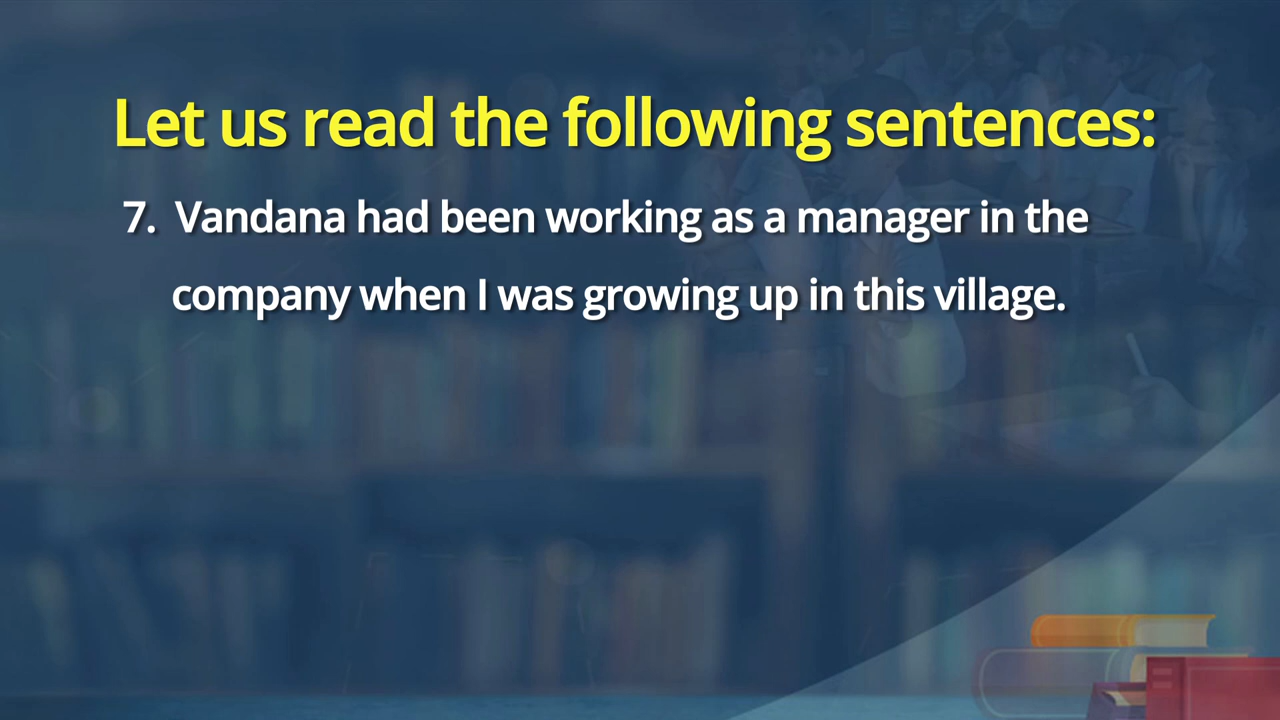 Let us read the following sentences:
7. Vandana had been working as a manager in the
company when I was growing up in this village.